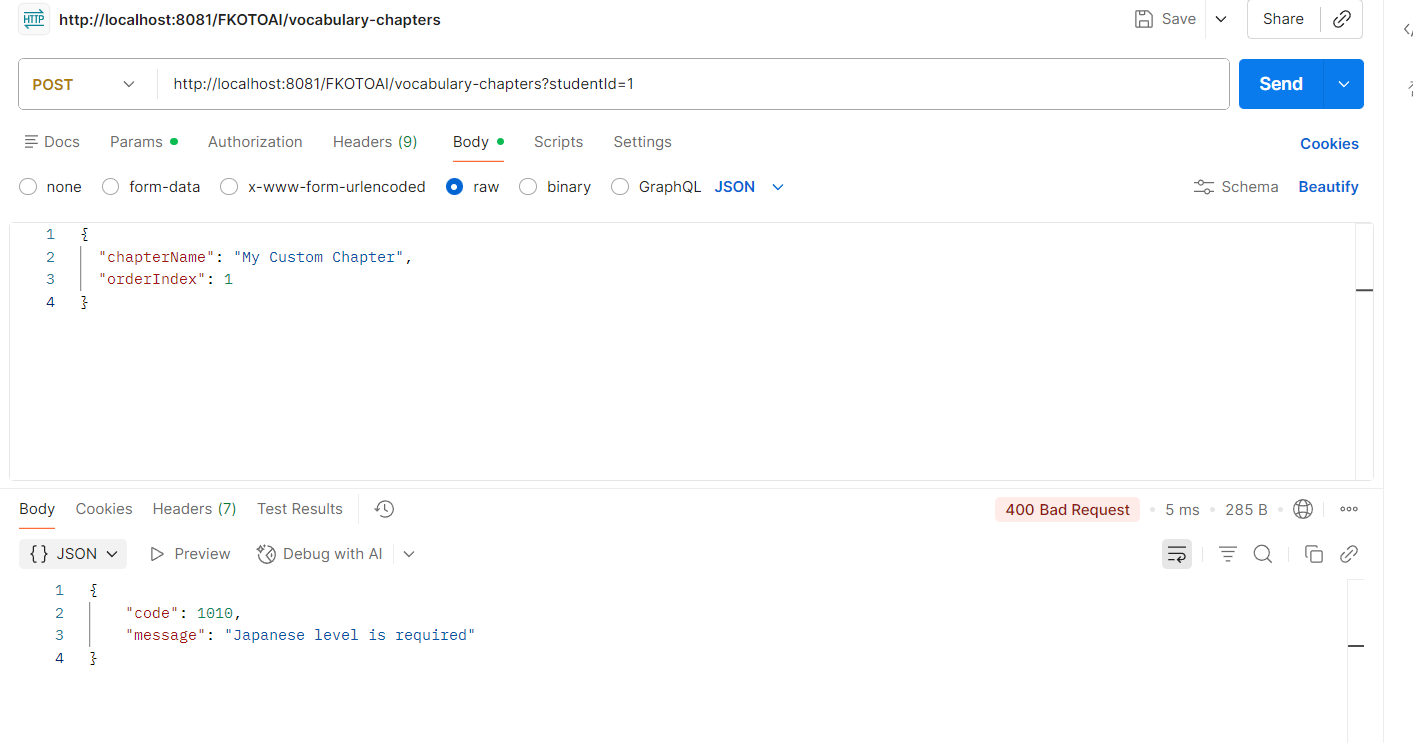 HTTP http://localhost:8081/FKOTOAI/vocabulary-chapters Save Share
POST http://localhost:8081/FKOTOAI/vocabulary-chapters?studentId=1 Send
Docs Params Authorization Headers (9) Body Scripts Settings Cookies
none form-data x-www-form-urlencoded raw binary GraphQL JSON Schema Beautify
1 {
2 "chapterName": "My Custom Chapter",
3 "orderIndex": 1
4 }
Body Cookies Headers (7) Test Results 400 Bad Request 5 ms 285 B
{} JSON Preview Debug with AI
1 {
2 "code": 1010,
3 "message": "Japanese level is required"
4 }